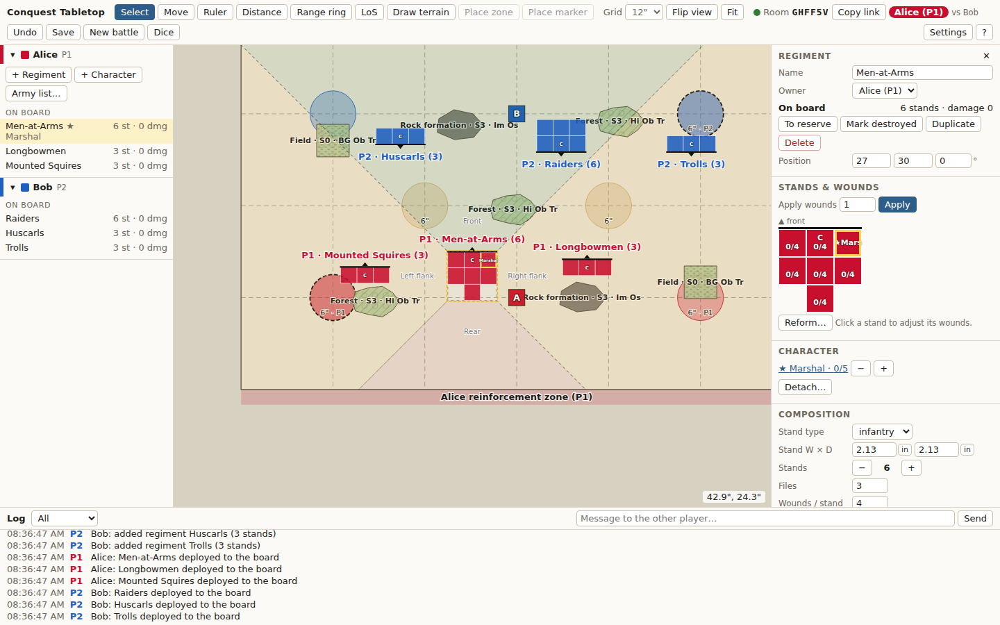 Conquest Tabletop Select Move Ruler Distance Range ring LoS Draw terrain Place zone Place marker Grid 12" Flip view Fit Room GHFF5V Copy link Alice (P1) vs Bob
Undo Save New battle Dice Settings ?
▾ Alice P1
+ Regiment + Character
Army list…
ON BOARD
Men-at-Arms ★ Marshal 6 st · 0 dmg
Longbowmen 3 st · 0 dmg
Mounted Squires 3 st · 0 dmg
▾ Bob P2
ON BOARD
Raiders 6 st · 0 dmg
Huscarls 3 st · 0 dmg
Trolls 3 st · 0 dmg
B
Rock formation · S3 · Im Os
Forest · S3 · Hi Ob Tr
6" · P2
Field · S0 · BG Ob Tr
C
C
C
P2 · Huscarls (3)
P2 · Raiders (6)
P2 · Trolls (3)
Forest · S3 · Hi Ob Tr
6"
Front
6"
P1 · Men-at-Arms (6)
P1 · Longbowmen (3)
P1 · Mounted Squires (3)
C Marshal
C
C
Left flank
Right flank
Field · S0 · BG Ob Tr
A
Rock formation · S3 · Im Os
Forest · S3 · Hi Ob Tr
6" · P1
6" · P1
Rear
Alice reinforcement zone (P1)
42.9", 24.3"
REGIMENT ✕
Name Men-at-Arms
Owner Alice (P1)
On board 6 stands · damage 0
To reserve Mark destroyed Duplicate
Delete
Position 27 30 0 °
STANDS & WOUNDS
Apply wounds 1 Apply
▲ front
C
0/4 0/4 ★Mars
0/4 0/4 0/4
0/4
Reform… Click a stand to adjust its wounds.
CHARACTER
★ Marshal · 0/5 − +
Detach…
COMPOSITION
Stand type infantry
Stand W × D 2.13 in 2.13 in
Stands − 6 +
Files 3
Wounds / stand 4
Log All Message to the other player… Send
08:36:47 AM P2 Bob: added regiment Huscarls (3 stands)
08:36:47 AM P2 Bob: added regiment Trolls (3 stands)
08:36:47 AM P1 Alice: Men-at-Arms deployed to the board
08:36:47 AM P1 Alice: Longbowmen deployed to the board
08:36:47 AM P1 Alice: Mounted Squires deployed to the board
08:36:47 AM P2 Bob: Raiders deployed to the board
08:36:47 AM P2 Bob: Huscarls deployed to the board
08:36:47 AM P2 Bob: Trolls deployed to the board